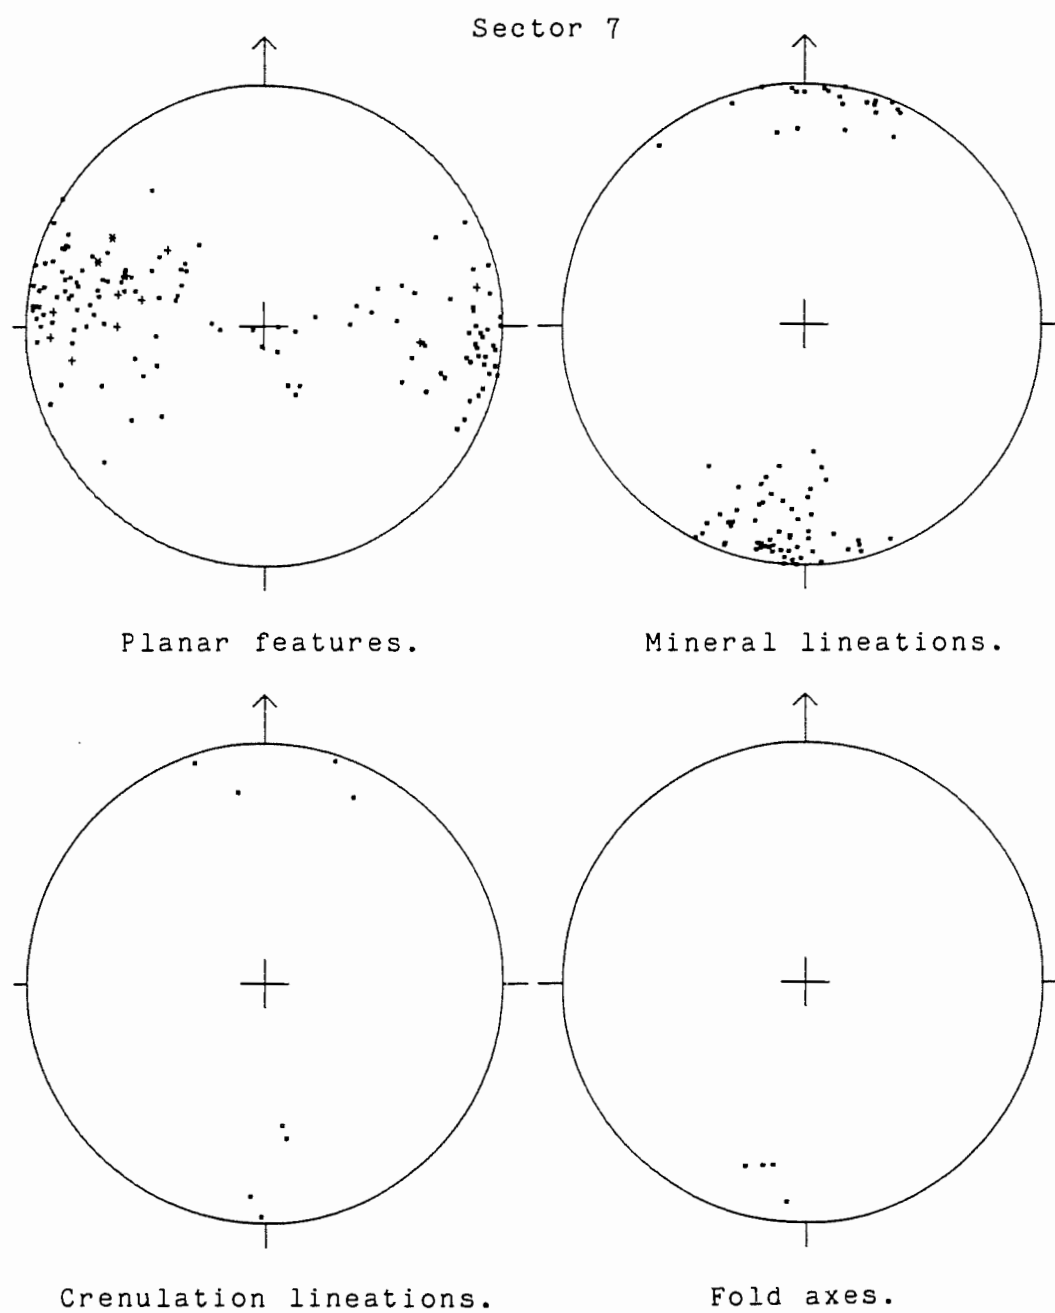 Sector 7
Planar features.
Mineral lineations.
Crenulation lineations.
Fold axes.